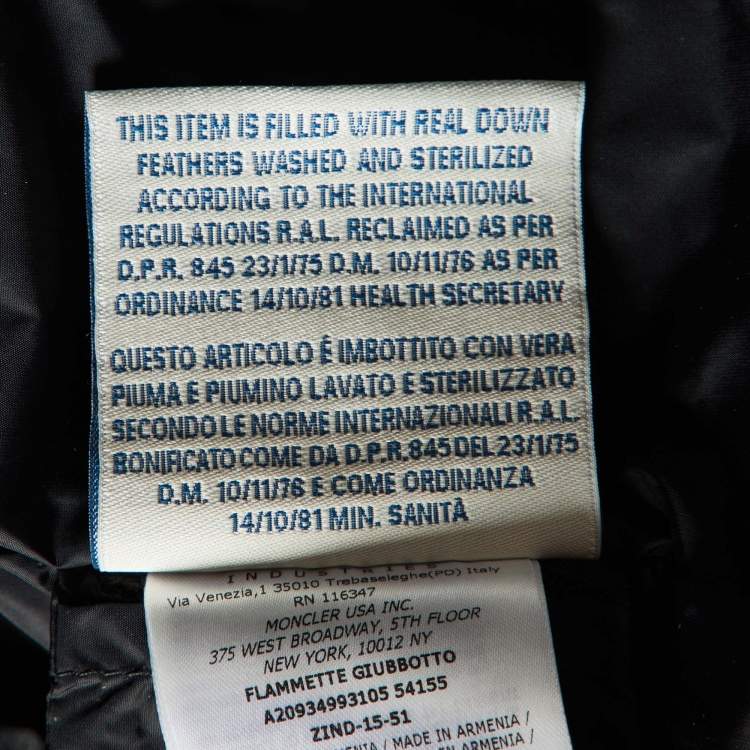 THIS ITEM IS FILLED WITH REAL DOWN
FEATHERS WASHED AND STERILIZED
ACCORDING TO THE INTERNATIONAL
REGULATIONS R.A.L. RECLAIMED AS PER
D.P.R. 845 23/1/75 D.M. 10/11/76 AS PER
ORDINANCE 14/10/81 HEALTH SECRETARY
QUESTO ARTICOLO É IMBOTTITO CON VERA
PIUMA E PIUMINO LAVATO E STERILIZZATO
SECONDO LE NORME INTERNAZIONALI R.A.L.
BONIFICATO COME DA D.P.R. 845 DEL 23/1/75
D.M. 10/11/76 E COME ORDINANZA
14/10/81 MIN. SANITÀ
INDUSTRIES
Via Venezia,1 35010 Trebaseleghe(PD) Italy
RN 116347
MONCLER USA INC.
375 WEST BROADWAY, 5TH FLOOR
NEW YORK, 10012 NY
FLAMMETTE GIUBBOTTO
A20934993105 54155
ZIND-15-51
/ MADE IN ARMENIA /
ARMENIA /